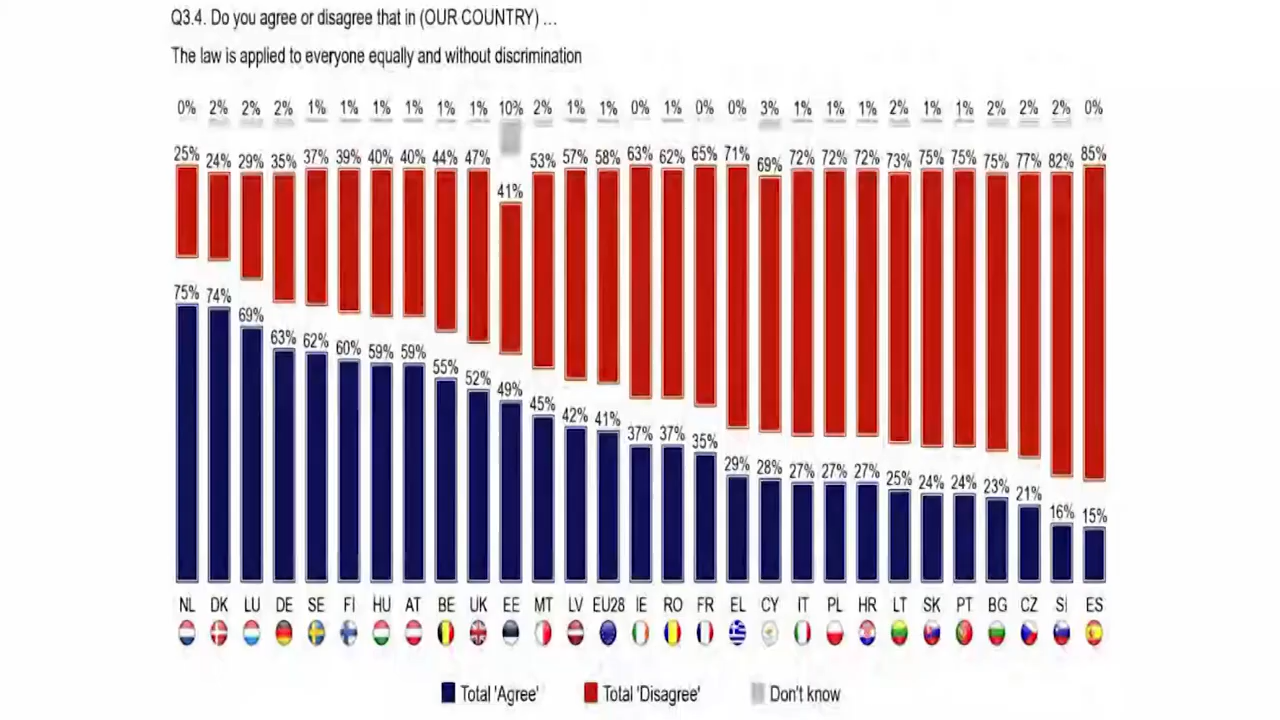 Q3.4. Do you agree or disagree that in (OUR COUNTRY) ...
The law is applied to everyone equally and without discrimination
0% 2% 2% 2% 1% 1% 1% 1% 1% 1% 10% 2% 1% 1% 0% 1% 0% 0% 3% 1% 1% 1% 2% 1% 1% 2% 2% 2% 0%
25% 24% 29% 35% 37% 39% 40% 40% 44% 47% 41% 53% 57% 58% 63% 62% 65% 71% 69% 72% 72% 72% 73% 75% 75% 75% 77% 82% 85%
75% 74% 69% 63% 62% 60% 59% 59% 55% 52% 49% 45% 42% 41% 37% 37% 35% 29% 28% 27% 27% 27% 25% 24% 24% 23% 21% 16% 15%
NL DK LU DE SE FI HU AT BE UK EE MT LV EU28 IE RO FR EL CY IT PL HR LT SK PT BG CZ SI ES
Total 'Agree' Total 'Disagree' Don't know